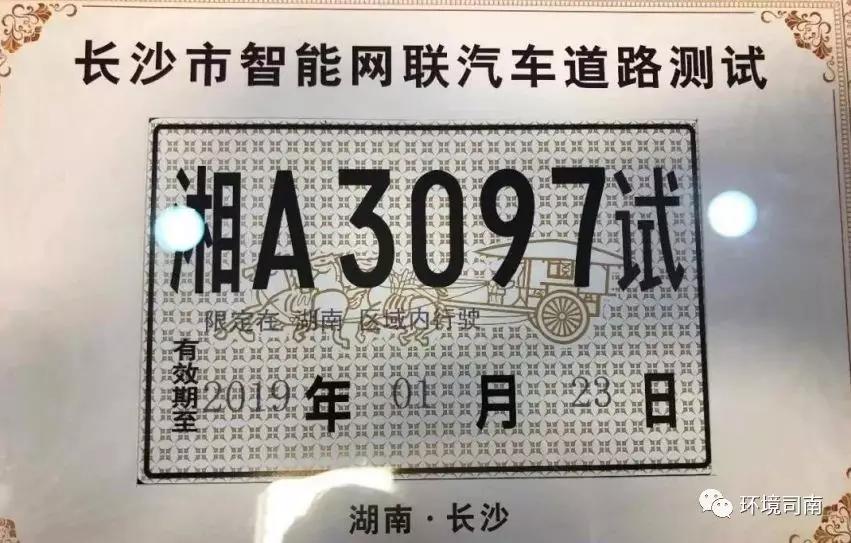 长沙市智能网联汽车道路测试
湘A3097试
限定在 湖南 区域内行驶
有效期至 2019 年 01 月 23 日
湖南·长沙
环境司南